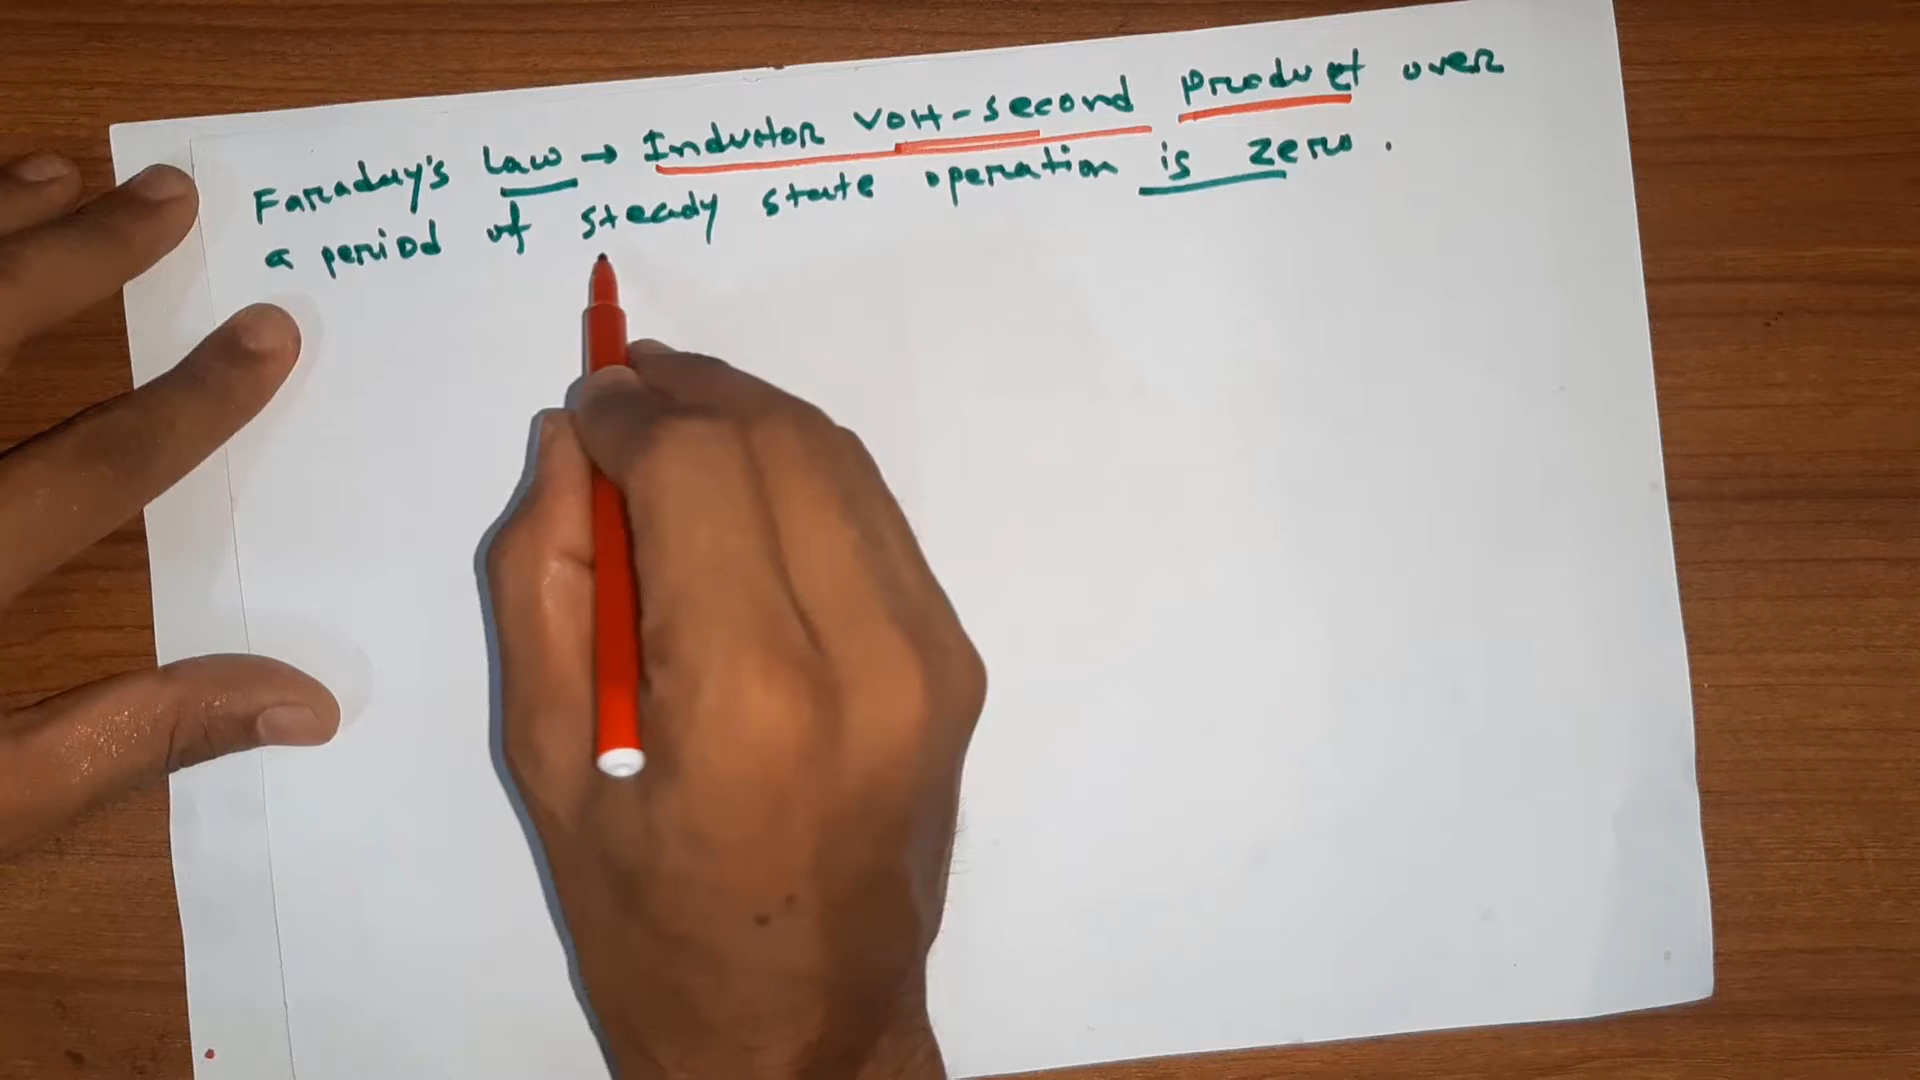 Faraday's Law → Inductor Volt-second Product over
a period of steady state operation is zero.